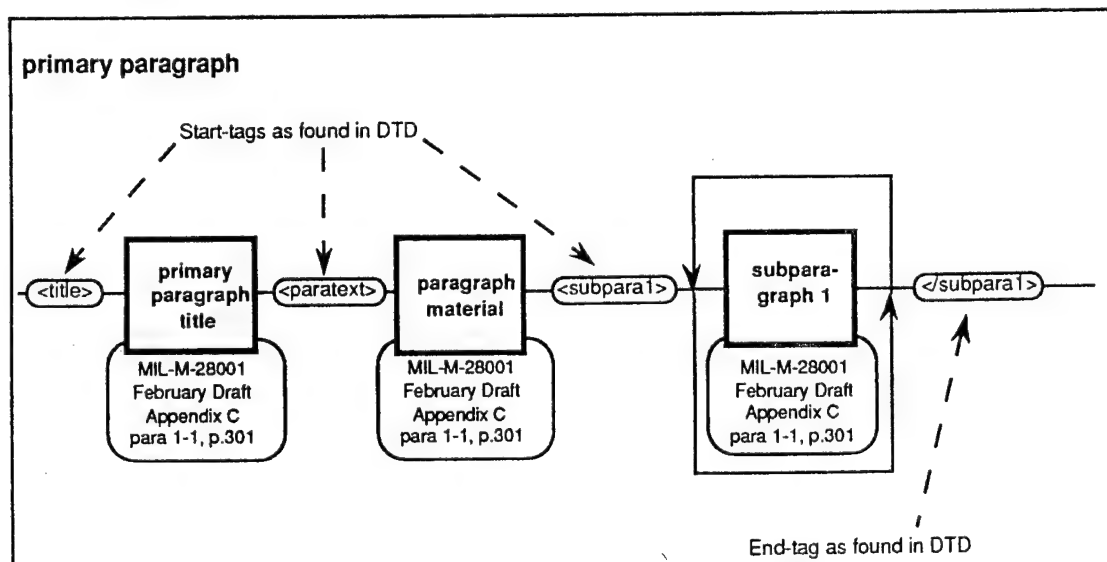 primary paragraph
Start-tags as found in DTD
<title>
primary
paragraph
title
<paratext>
paragraph
material
<subpara1>
subpara-
graph 1
</subpara1>
MIL-M-28001
February Draft
Appendix C
para 1-1, p.301
MIL-M-28001
February Draft
Appendix C
para 1-1, p.301
MIL-M-28001
February Draft
Appendix C
para 1-1, p.301
End-tag as found in DTD